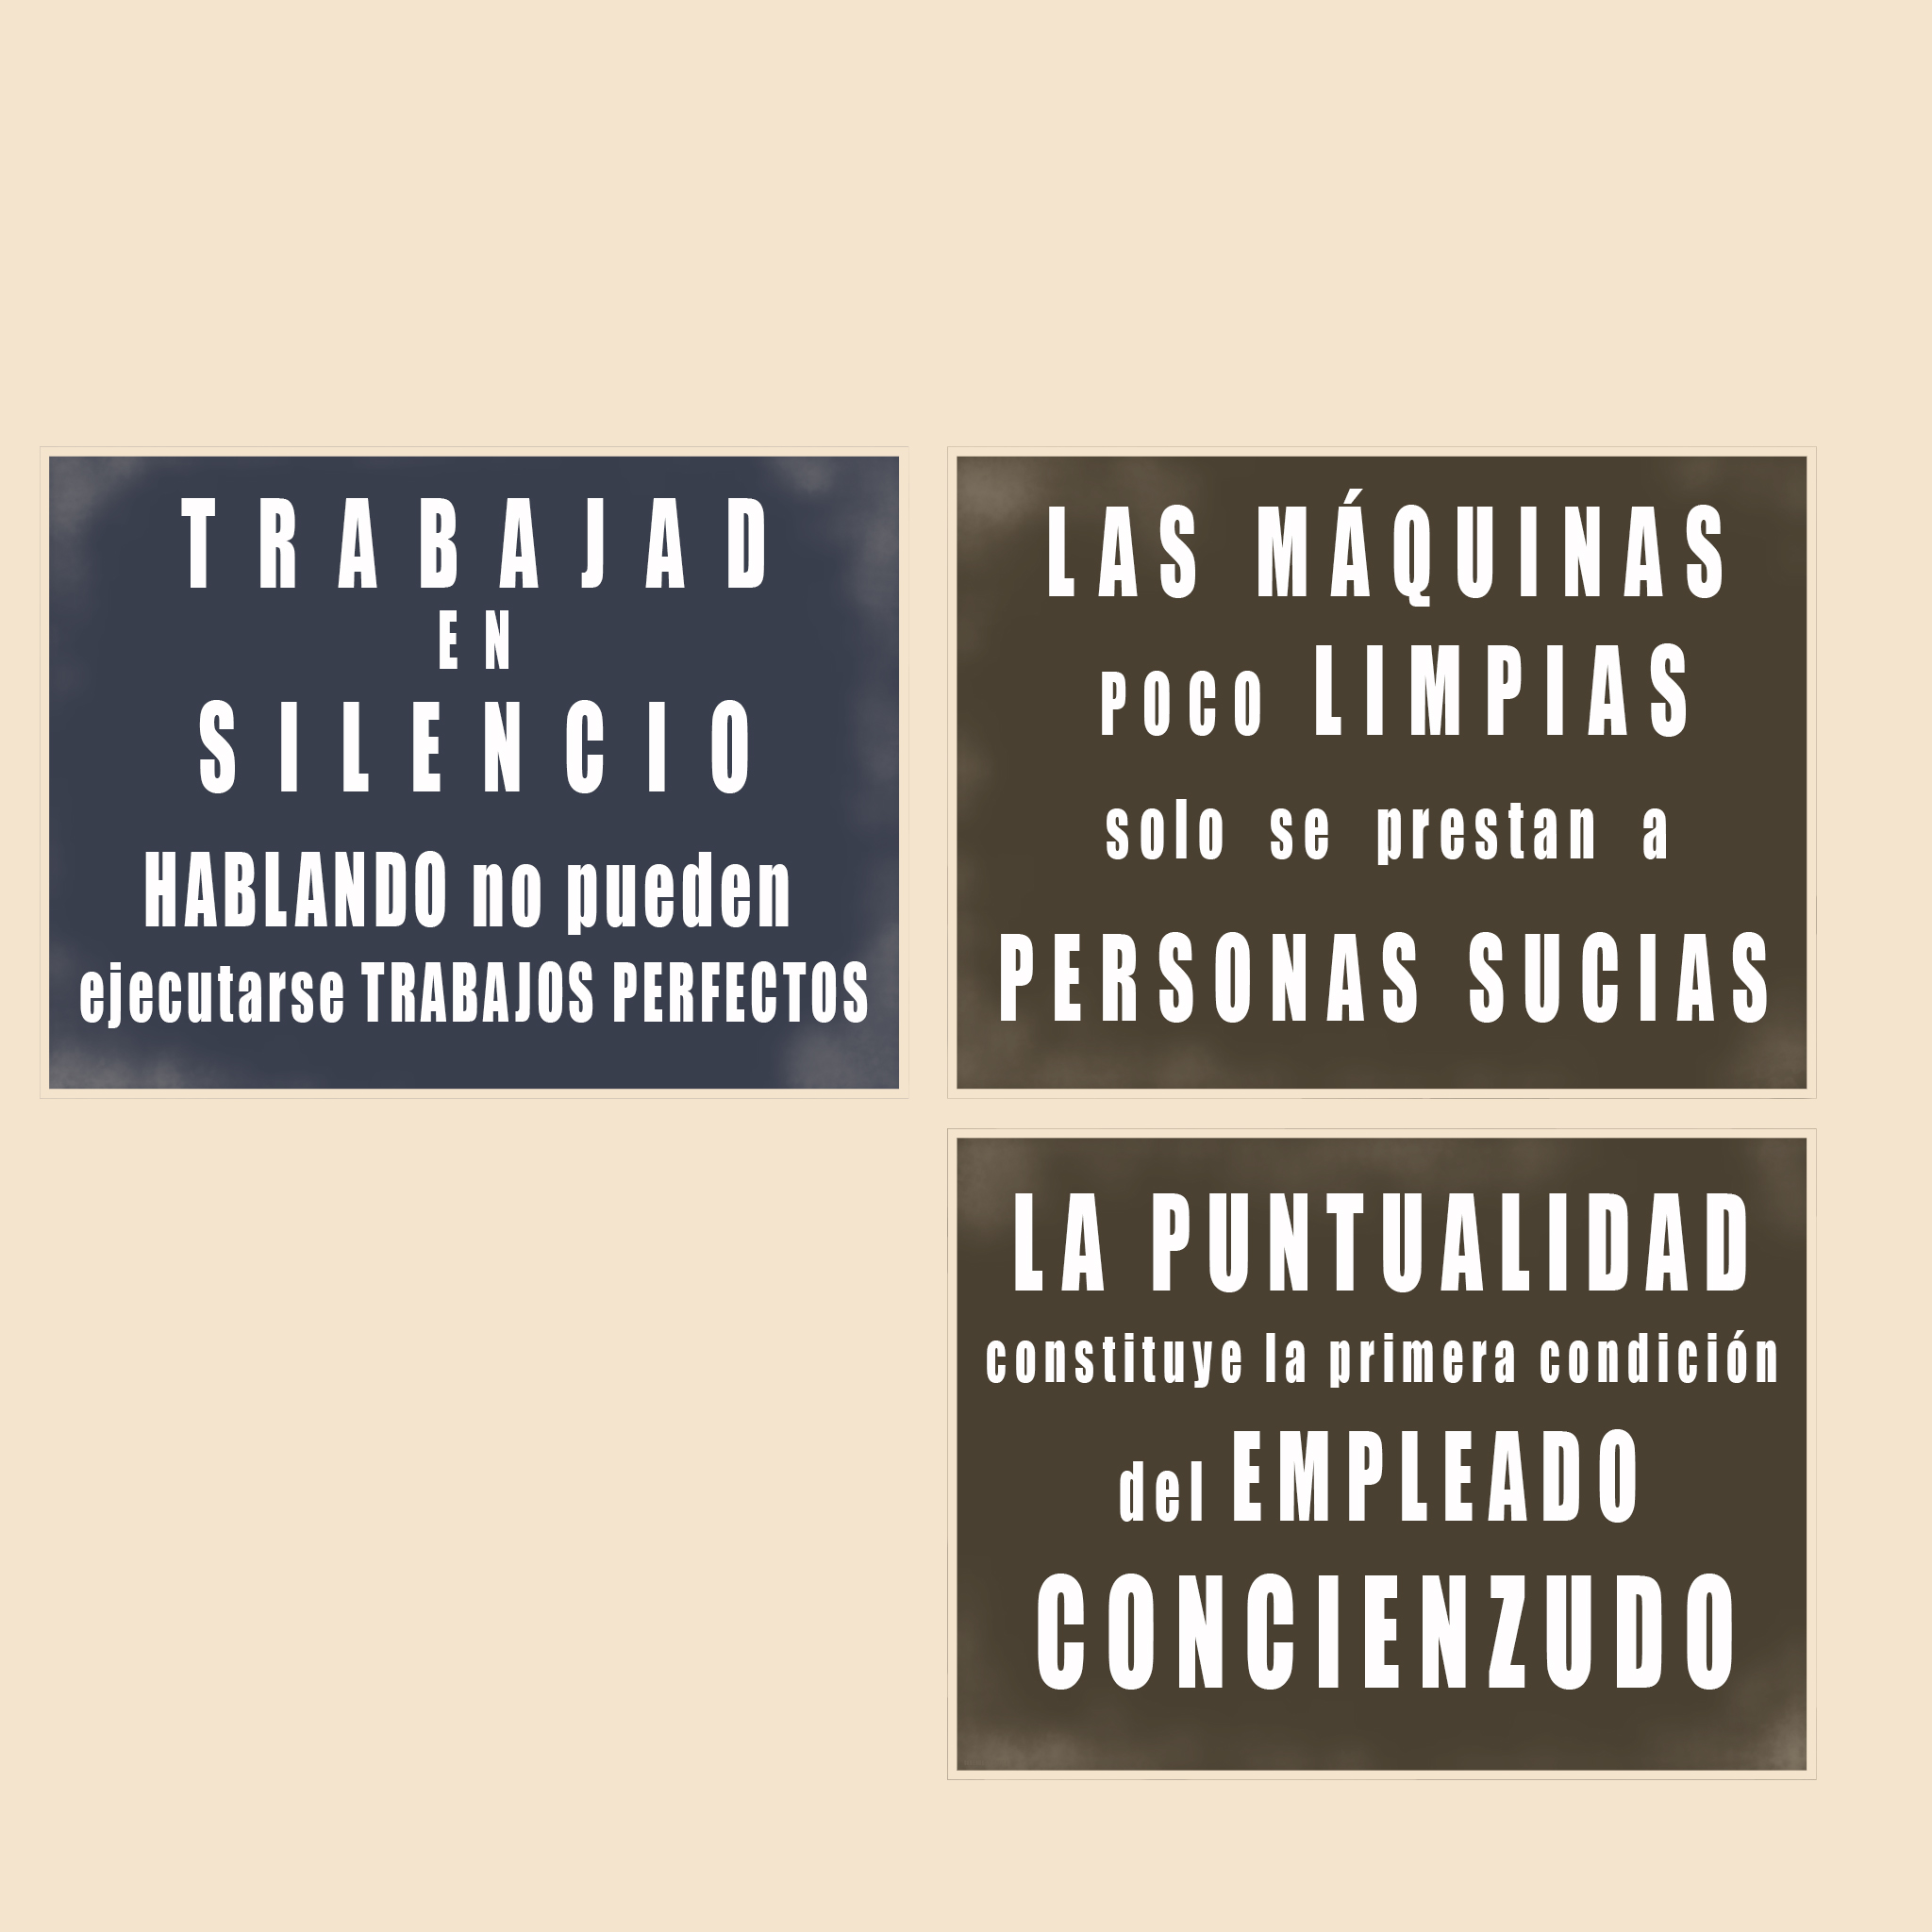 TRABAJAD
EN
SILENCIO
HABLANDO no pueden
ejecutarse TRABAJOS PERFECTOS
LAS MÁQUINAS
POCO LIMPIAS
solo se prestan a
PERSONAS SUCIAS
LA PUNTUALIDAD
constituye la primera condición
del EMPLEADO
CONCIENZUDO